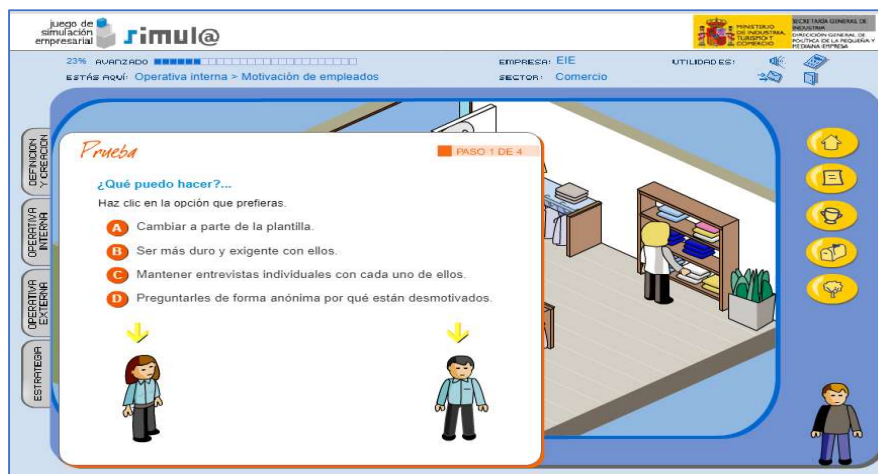 juego de
simulación
empresarial
simul@
MINISTERIO
DE INDUSTRIA,
TURISMO Y
COMERCIO
SECRETARÍA GENERAL DE
INDUSTRIA
DIRECCIÓN GENERAL DE
POLÍTICA DE LA PEQUEÑA Y
MEDIANA EMPRESA
23% AVANZADO
EMPRESA: EIE
UTILIDADES:
ESTÁS AQUÍ: Operativa interna > Motivación de empleados
SECTOR: Comercio
DEFINICION
Y CREACION
OPERATIVA
INTERNA
OPERATIVA
EXTERNA
ESTRATEGIA
Prueba
PASO 1 DE 4
¿Qué puedo hacer?...
Haz clic en la opción que prefieras.
A Cambiar a parte de la plantilla.
B Ser más duro y exigente con ellos.
C Mantener entrevistas individuales con cada uno de ellos.
D Preguntarles de forma anónima por qué están desmotivados.